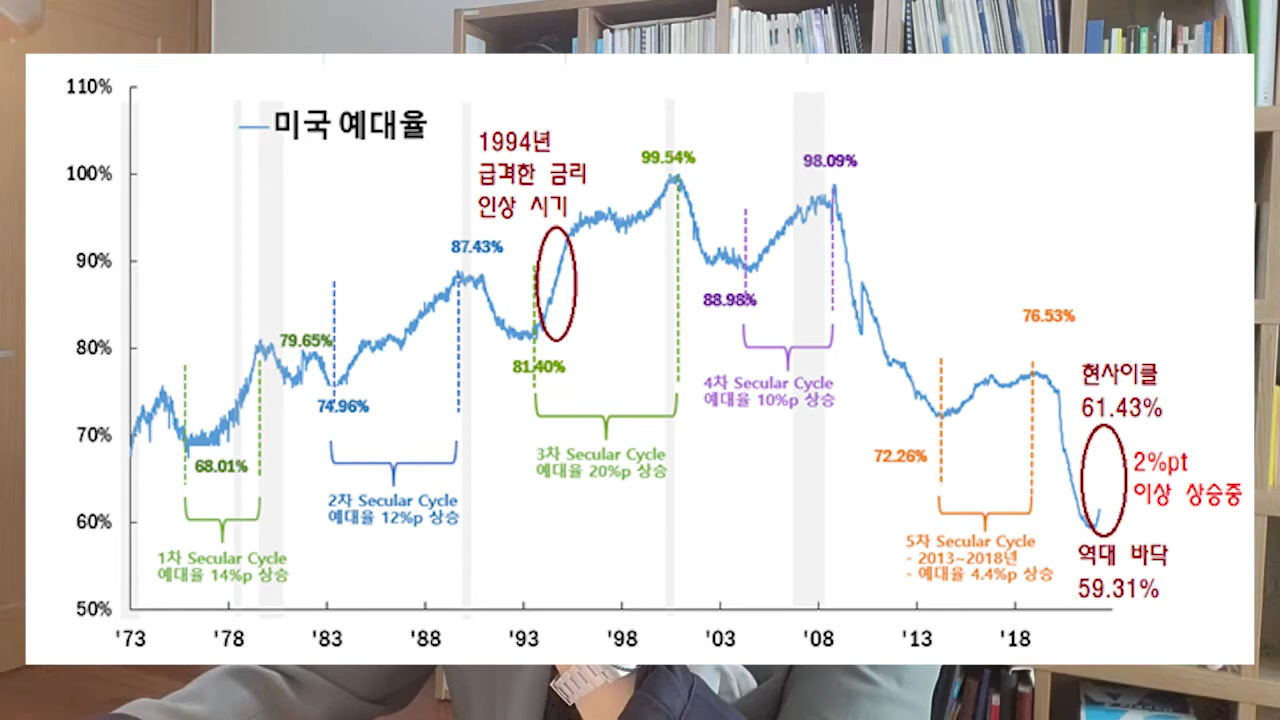 110%
100%
90%
80%
70%
60%
50%
미국 예대율
1994년
급격한 금리
인상 시기
99.54%
98.09%
87.43%
88.98%
79.65%
81.40%
74.96%
68.01%
76.53%
72.26%
현사이클
61.43%
2%pt
이상 상승중
역대 바닥
59.31%
4차 Secular Cycle
예대율 10%p 상승
3차 Secular Cycle
예대율 20%p 상승
2차 Secular Cycle
예대율 12%p 상승
1차 Secular Cycle
예대율 14%p 상승
5차 Secular Cycle
- 2013~2018년
- 예대율 4.4%p 상승
'73 '78 '83 '88 '93 '98 '03 '08 '13 '18